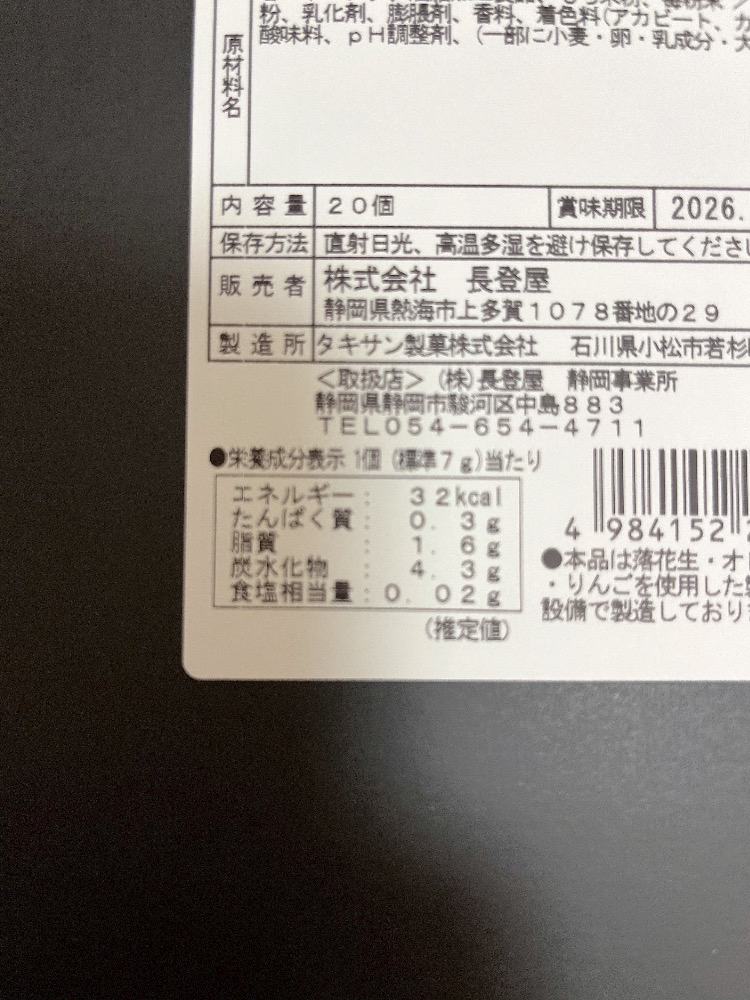 粉、乳化剤、膨脹剤、香料、着色料(アカビート、カ
酸味料、pH調整剤、(一部に小麦・卵・乳成分・大
原材料名
内容量 20個 賞味期限 2026.
保存方法 直射日光、高温多湿を避け保存してくださ
販売者 株式会社 長登屋
静岡県熱海市上多賀1078番地の29
製造所 タキサン製菓株式会社 石川県小松市若杉
<取扱店> (株)長登屋 静岡事業所
静岡県静岡市駿河区中島883
TEL054-654-4711
●栄養成分表示 1個 (標準7g)当たり
エネルギー: 32kcal
たんぱく質: 0.3g
脂質: 1.6g
炭水化物: 4.3g
食塩相当量: 0.02g
(推定値)
4 984152
●本品は落花生・オ
・りんごを使用した
設備で製造しており